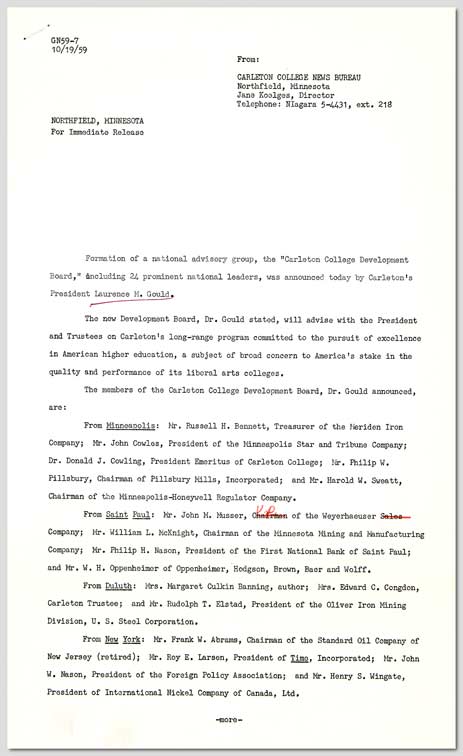 GN59-7
10/19/59
From:
CARLETON COLLEGE NEWS BUREAU
Northfield, Minnesota
Jane Koelges, Director
Telephone: NIagara 5-4431, ext. 218
NORTHFIELD, MINNESOTA
For Immediate Release
Formation of a national advisory group, the "Carleton College Development
Board," including 24 prominent national leaders, was announced today by Carleton's
President Laurence M. Gould.
The new Development Board, Dr. Gould stated, will advise with the President
and Trustees on Carleton's long-range program committed to the pursuit of excellence
in American higher education, a subject of broad concern to America's stake in the
quality and performance of its liberal arts colleges.
The members of the Carleton College Development Board, Dr. Gould announced,
are:
From Minneapolis: Mr. Russell H. Bennett, Treasurer of the Meriden Iron
Company; Mr. John Cowles, President of the Minneapolis Star and Tribune Company;
Dr. Donald J. Cowling, President Emeritus of Carleton College; Mr. Philip W.
Pillsbury, Chairman of Pillsbury Mills, Incorporated; and Mr. Harold W. Sweatt,
Chairman of the Minneapolis-Honeywell Regulator Company.
From Saint Paul: Mr. John M. Musser, Chairman of the Weyerhaeuser Sales
Company; Mr. William L. McKnight, Chairman of the Minnesota Mining and Manufacturing
Company; Mr. Philip H. Nason, President of the First National Bank of Saint Paul;
and Mr. W. H. Oppenheimer of Oppenheimer, Hodgson, Brown, Baer and Wolff.
From Duluth: Mrs. Margaret Culkin Banning, author; Mrs. Edward C. Congdon,
Carleton Trustee; and Mr. Rudolph T. Elstad, President of the Oliver Iron Mining
Division, U. S. Steel Corporation.
From New York: Mr. Frank W. Abrams, Chairman of the Standard Oil Company of
New Jersey (retired); Mr. Roy E. Larsen, President of Time, Incorporated; Mr. John
W. Nason, President of the Foreign Policy Association; and Mr. Henry S. Wingate,
President of International Nickel Company of Canada, Ltd.
-more-